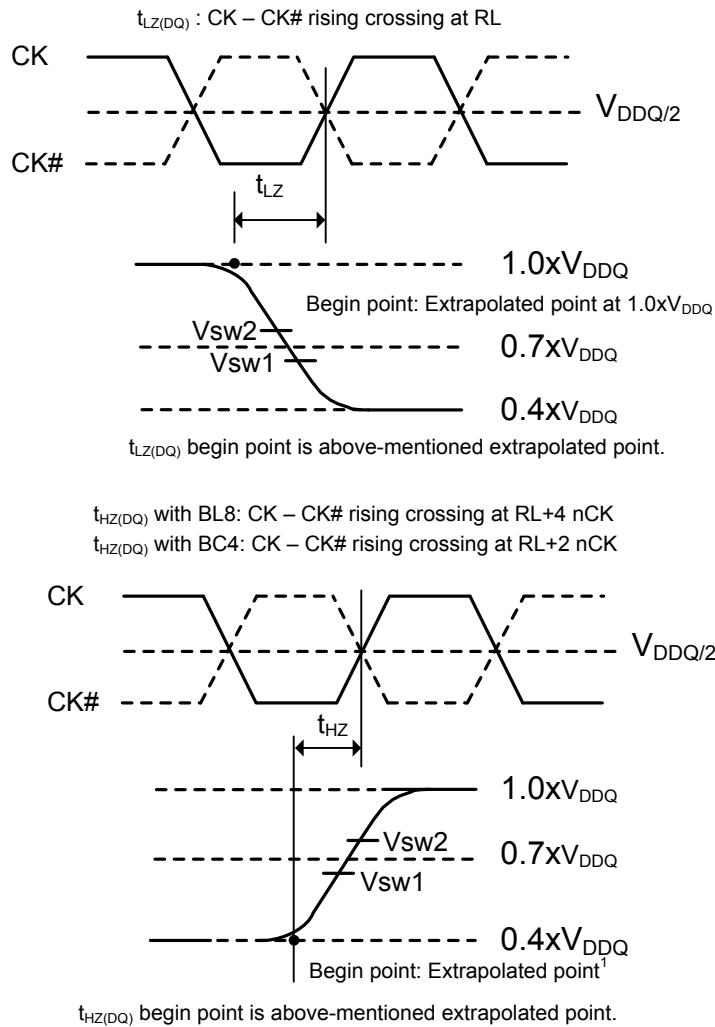 tLZ(DQ) : CK – CK# rising crossing at RL
CK
VDDQ/2
CK#
tLZ
1.0xVDDQ
Begin point: Extrapolated point at 1.0xVDDQ
Vsw2
0.7xVDDQ
Vsw1
0.4xVDDQ
tLZ(DQ) begin point is above-mentioned extrapolated point.
tHZ(DQ) with BL8: CK – CK# rising crossing at RL+4 nCK
tHZ(DQ) with BC4: CK – CK# rising crossing at RL+2 nCK
CK
VDDQ/2
CK#
tHZ
1.0xVDDQ
Vsw2
0.7xVDDQ
Vsw1
0.4xVDDQ
Begin point: Extrapolated point1
tHZ(DQ) begin point is above-mentioned extrapolated point.